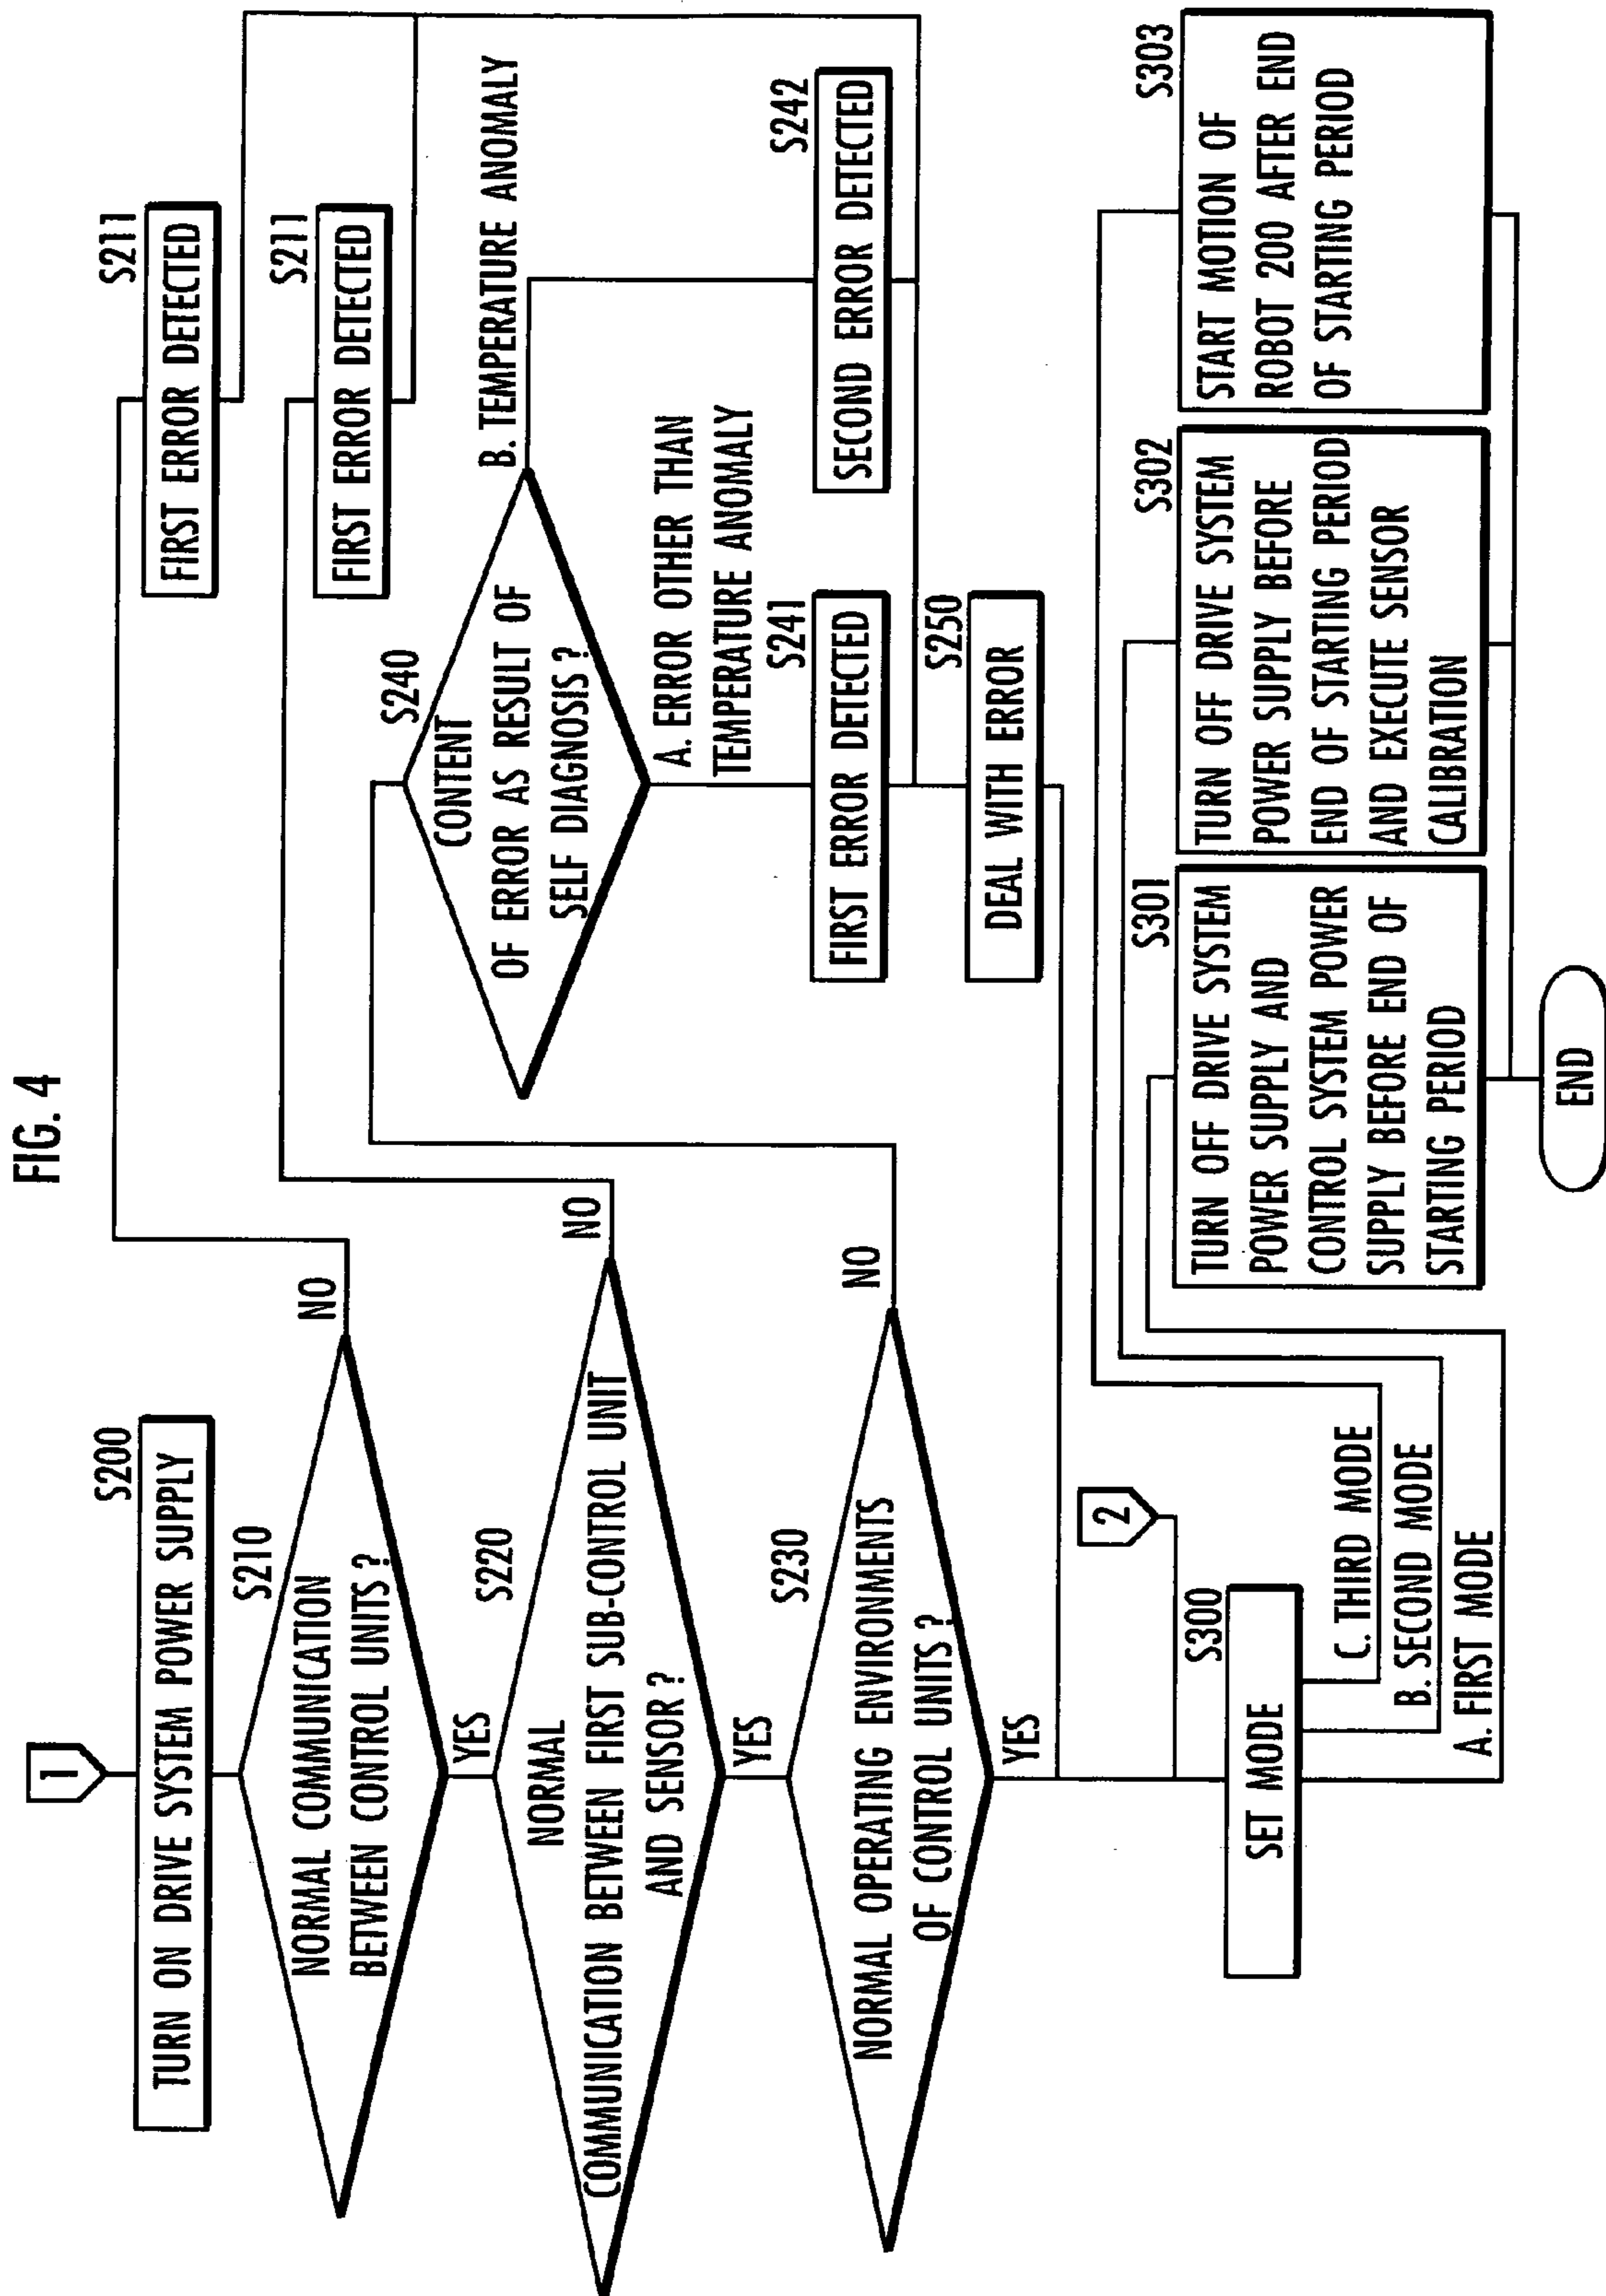 FIG. 4
1
S200
TURN ON DRIVE SYSTEM POWER SUPPLY
S210
NORMAL COMMUNICATION
BETWEEN CONTROL UNITS ?
NO
YES
S211
FIRST ERROR DETECTED
S220
NORMAL
COMMUNICATION BETWEEN FIRST SUB-CONTROL UNIT
AND SENSOR ?
NO
YES
S211
FIRST ERROR DETECTED
S230
NORMAL OPERATING ENVIRONMENTS
OF CONTROL UNITS ?
NO
YES
S240
CONTENT
OF ERROR AS RESULT OF
SELF DIAGNOSIS ?
B. TEMPERATURE ANOMALY
A. ERROR OTHER THAN
TEMPERATURE ANOMALY
S241
FIRST ERROR DETECTED
S242
SECOND ERROR DETECTED
S250
DEAL WITH ERROR
2
S300
SET MODE
C. THIRD MODE
B. SECOND MODE
A. FIRST MODE
S301
TURN OFF DRIVE SYSTEM
POWER SUPPLY AND
CONTROL SYSTEM POWER
SUPPLY BEFORE END OF
STARTING PERIOD
S302
TURN OFF DRIVE SYSTEM
POWER SUPPLY BEFORE
END OF STARTING PERIOD
AND EXECUTE SENSOR
CALIBRATION
S303
START MOTION OF
ROBOT 200 AFTER END
OF STARTING PERIOD
END